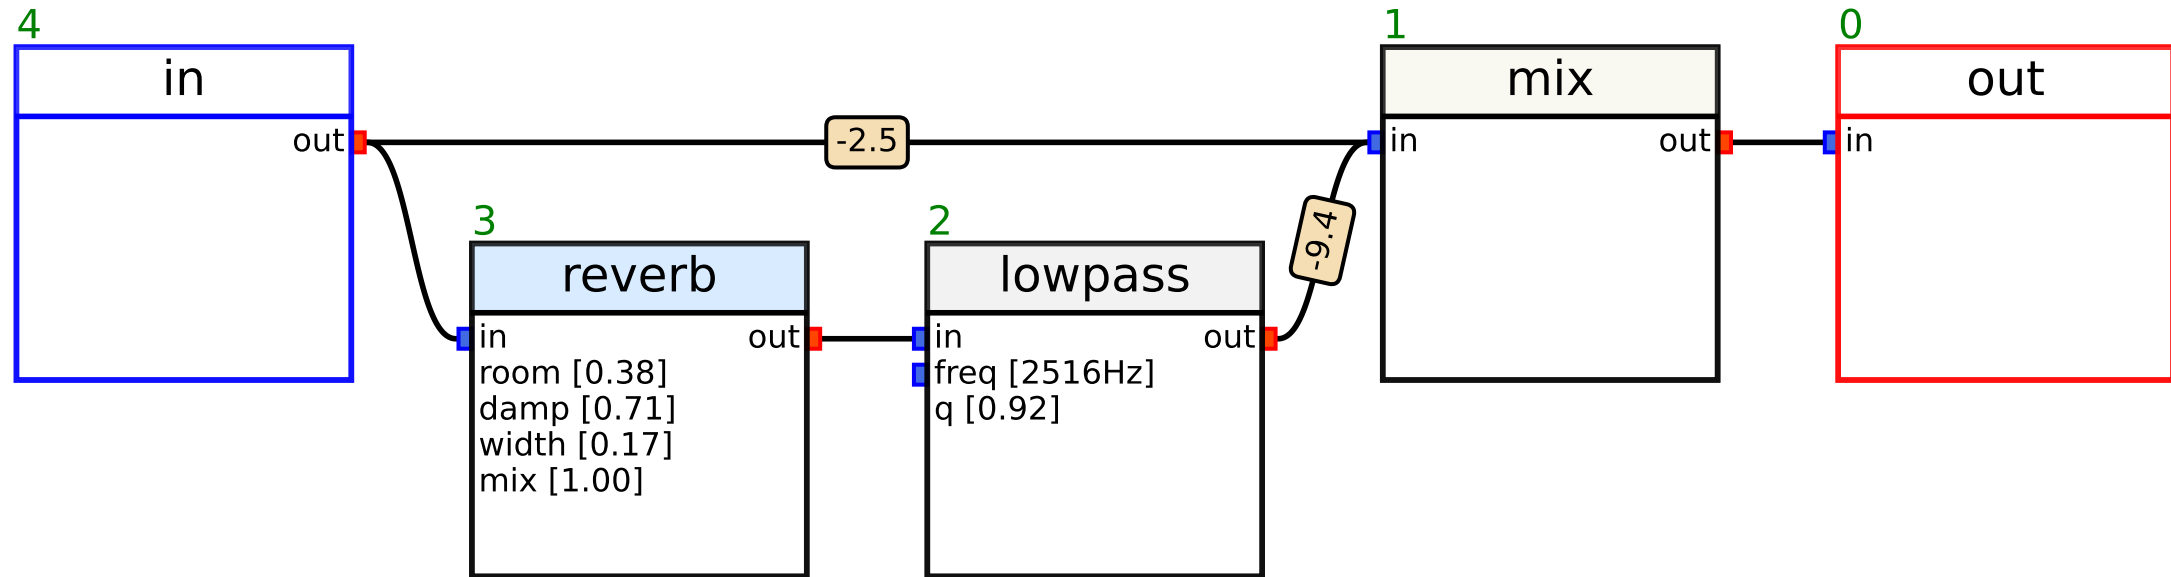 4
in
out
-2.5
3
reverb
in
out
room [0.38]
damp [0.71]
width [0.17]
mix [1.00]
2
lowpass
in
out
freq [2516Hz]
q [0.92]
-9.4
1
mix
in
out
0
out
in